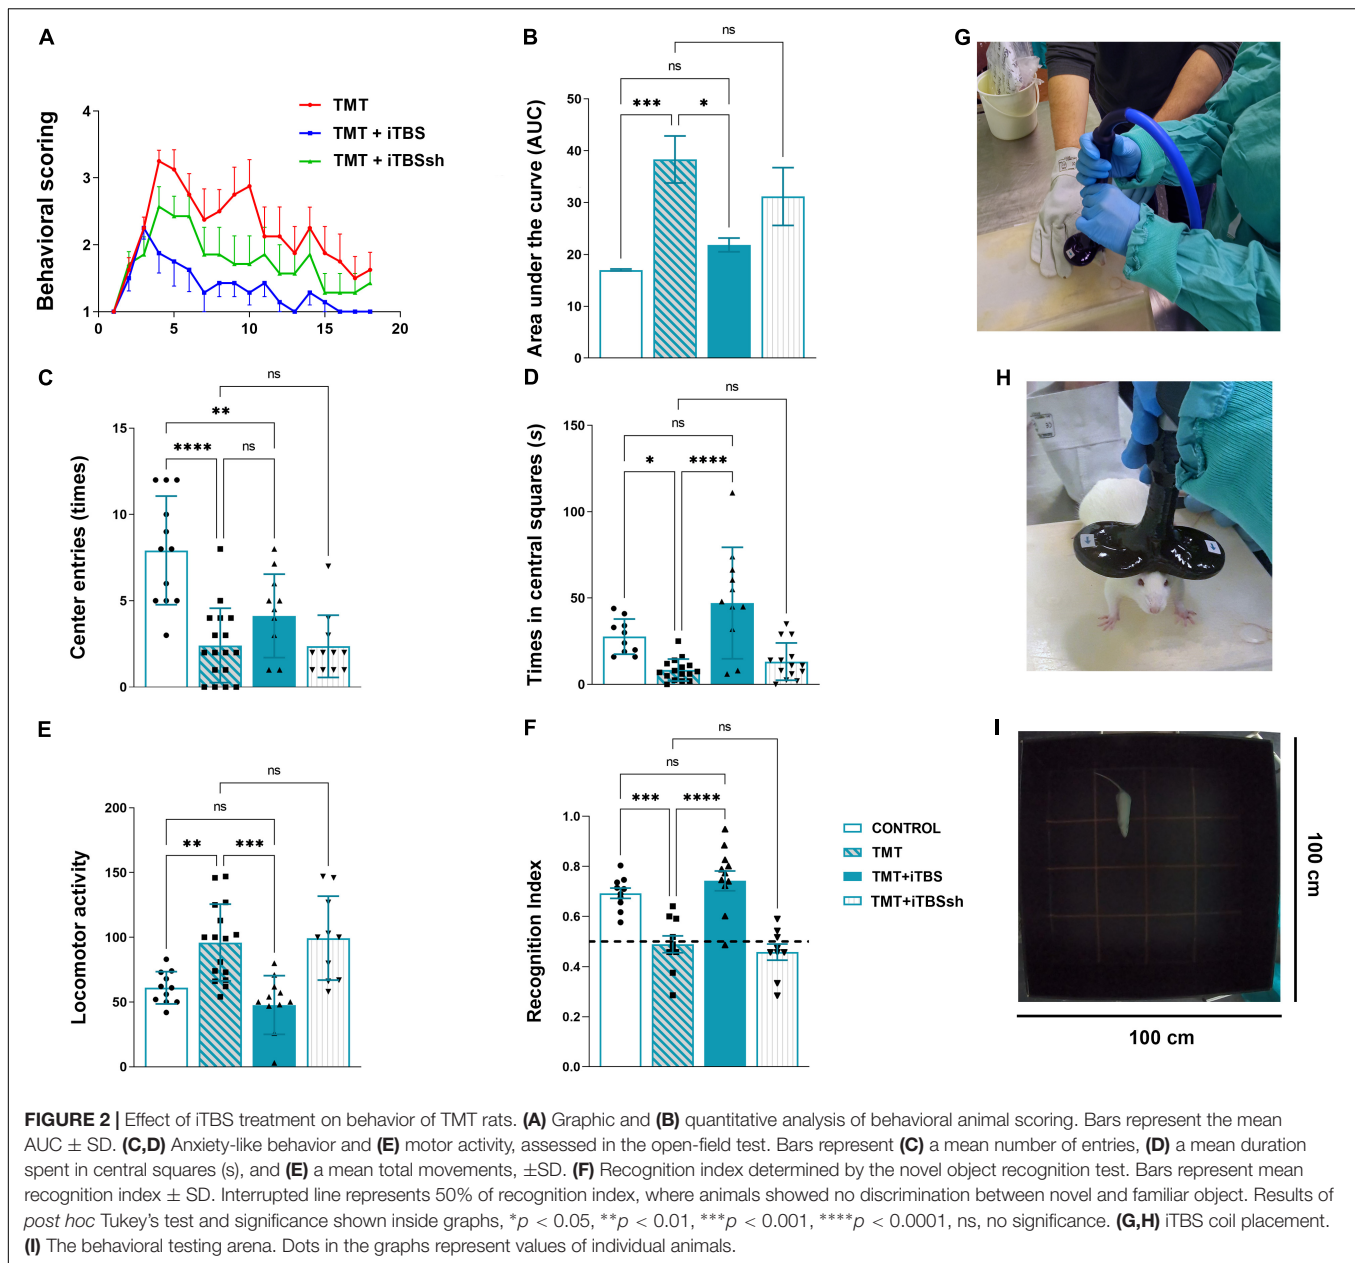 A
Behavioral scoring
4
3
2
1
0
5
10
15
20
TMT
TMT + iTBS
TMT + iTBSsh
B
Area under the curve (AUC)
50
40
30
20
10
0
ns
ns
***
*
G
C
Center entries (times)
15
10
5
0
ns
**
****
ns
D
Times in central squares (s)
150
100
50
0
ns
ns
*
****
H
E
Locomotor activity
200
150
100
50
0
ns
ns
**
***
F
Recognition Index
1.0
0.8
0.6
0.4
0.2
0.0
ns
ns
***
****
CONTROL
TMT
TMT+iTBS
TMT+iTBSsh
I
100 cm
100 cm
FIGURE 2 | Effect of iTBS treatment on behavior of TMT rats. (A) Graphic and (B) quantitative analysis of behavioral animal scoring. Bars represent the mean
AUC ± SD. (C,D) Anxiety-like behavior and (E) motor activity, assessed in the open-field test. Bars represent (C) a mean number of entries, (D) a mean duration
spent in central squares (s), and (E) a mean total movements, ±SD. (F) Recognition index determined by the novel object recognition test. Bars represent mean
recognition index ± SD. Interrupted line represents 50% of recognition index, where animals showed no discrimination between novel and familiar object. Results of
post hoc Tukey's test and significance shown inside graphs, *p < 0.05, **p < 0.01, ***p < 0.001, ****p < 0.0001, ns, no significance. (G,H) iTBS coil placement.
(I) The behavioral testing arena. Dots in the graphs represent values of individual animals.